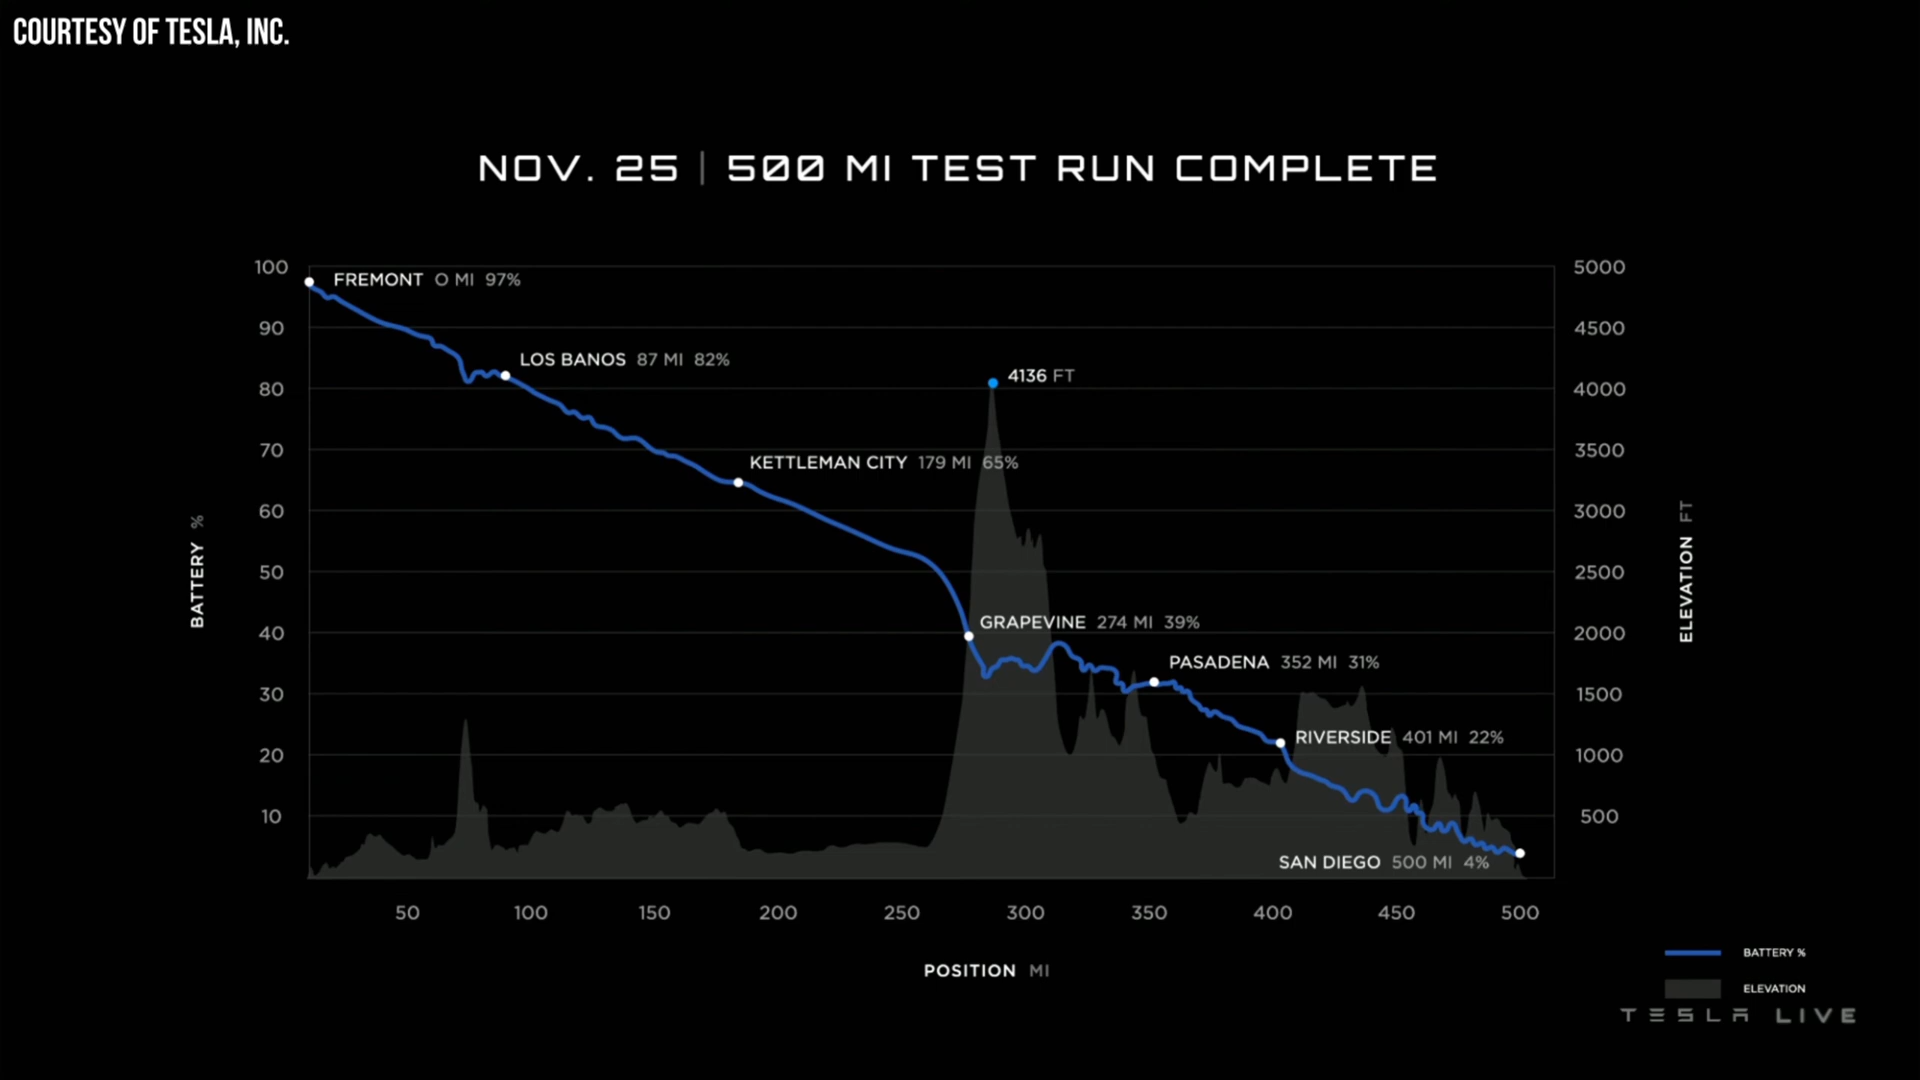 COURTESY OF TESLA, INC.
NOV. 25 | 500 MI TEST RUN COMPLETE
100
90
80
70
60
50
40
30
20
10
BATTERY %
5000
4500
4000
3500
3000
2500
2000
1500
1000
500
ELEVATION FT
FREMONT O MI 97%
LOS BANOS 87 MI 82%
4136 FT
KETTLEMAN CITY 179 MI 65%
GRAPEVINE 274 MI 39%
PASADENA 352 MI 31%
RIVERSIDE 401 MI 22%
SAN DIEGO 500 MI 4%
50 100 150 200 250 300 350 400 450 500
POSITION MI
BATTERY %
ELEVATION
TESLA LIVE